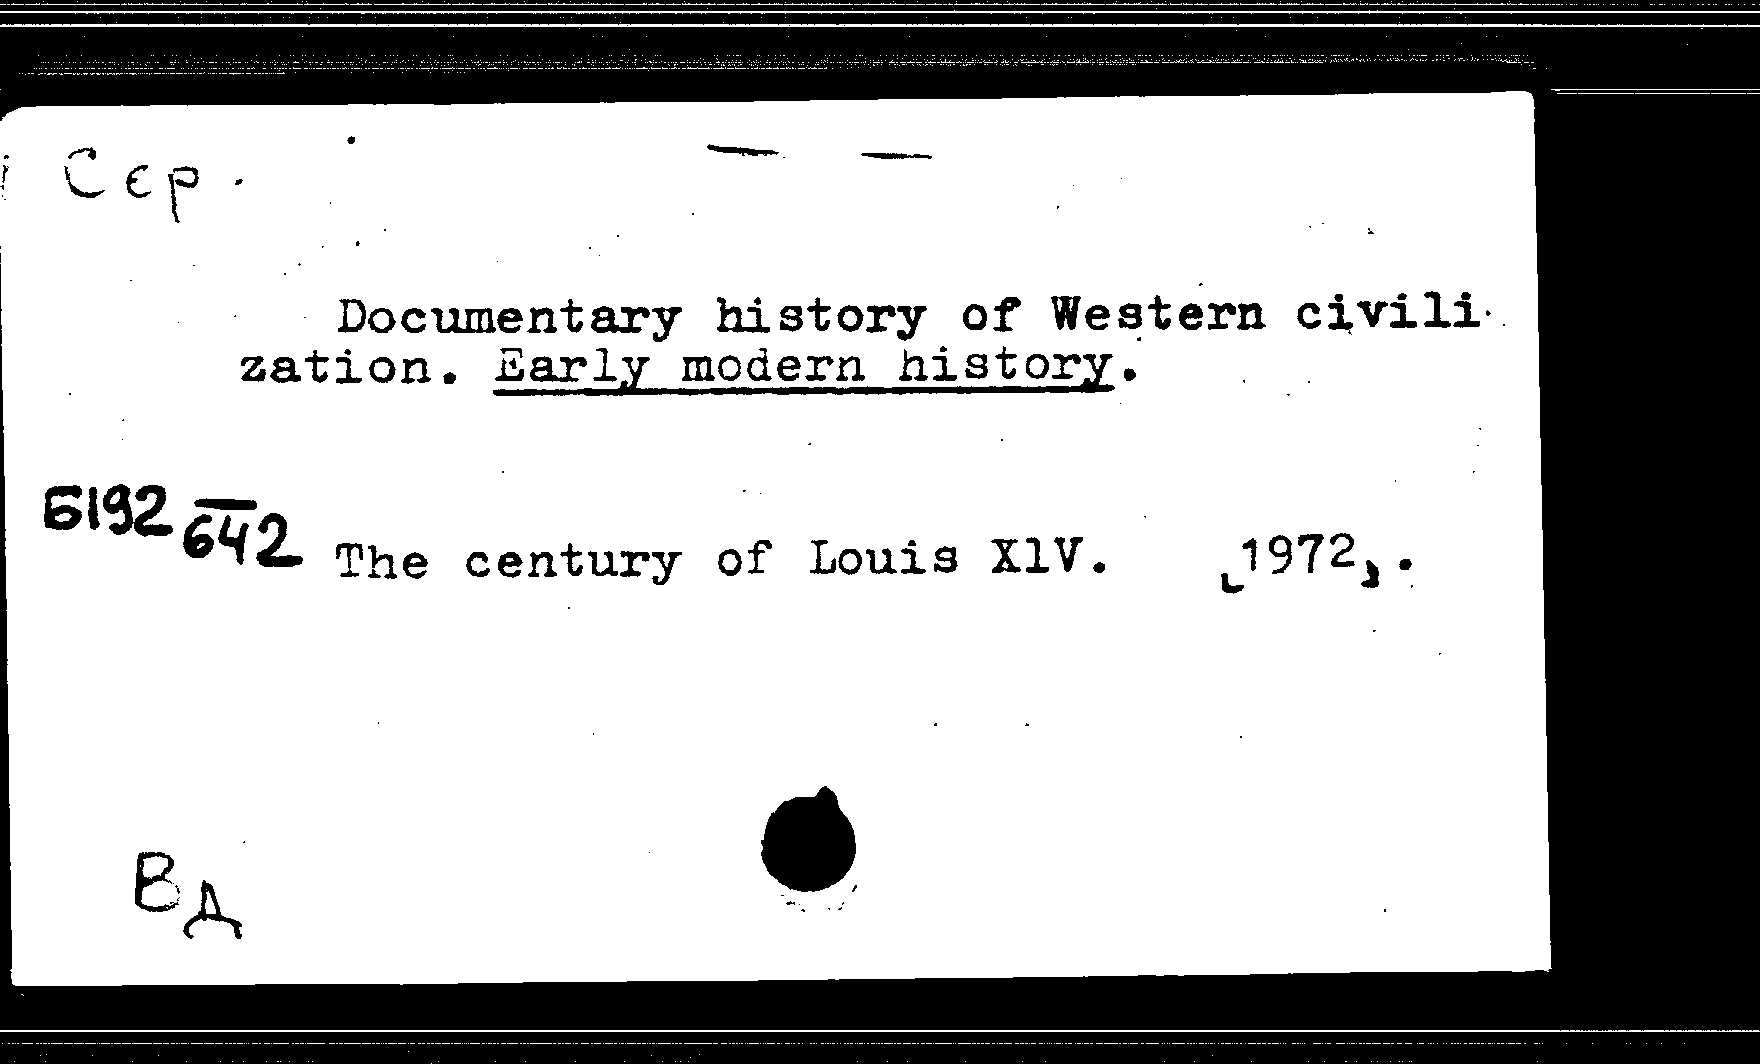 Сер.
Documentary history of Western civili-
zation. Early modern history.
Б192
642
The century of Louis XlV. [1972].
Вд